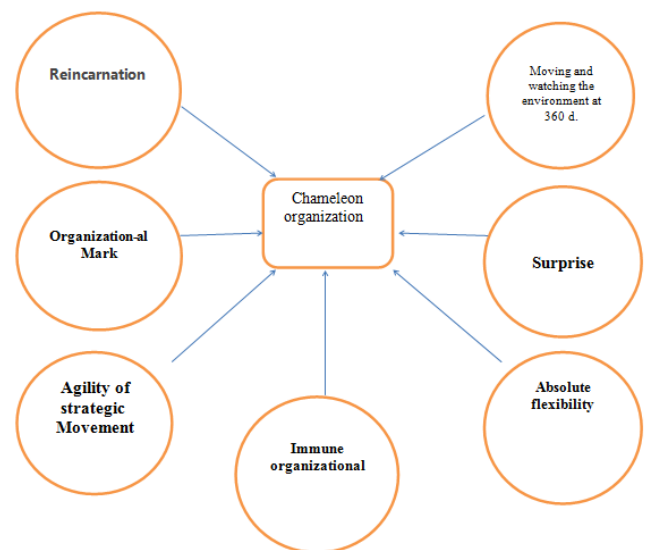 Reincarnation
Moving and
watching the
environment at
360 d.
Chameleon
organization
Organization-al
Mark
Surprise
Agility of
strategic
Movement
Absolute
flexibility
Immune
organizational